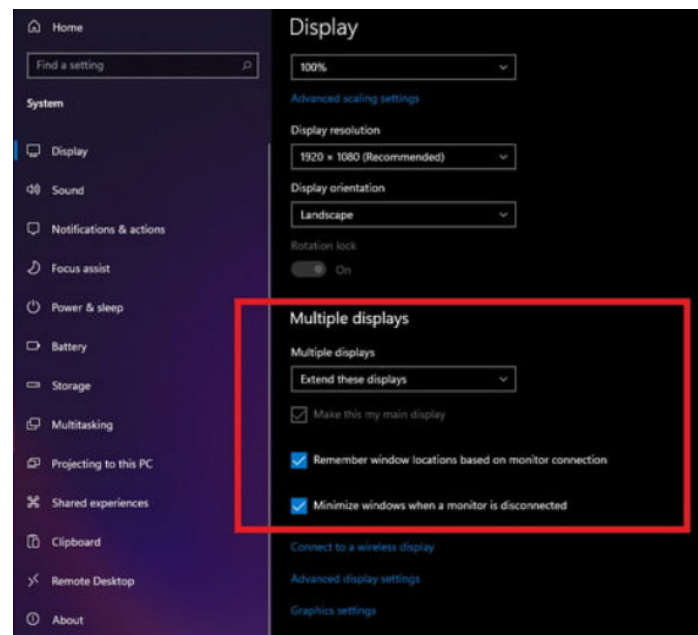 Home
Find a setting
System
Display
Sound
Notifications & actions
Focus assist
Power & sleep
Battery
Storage
Multitasking
Projecting to this PC
Shared experiences
Clipboard
Remote Desktop
About
Display
100%
Advanced scaling settings
Display resolution
1920 × 1080 (Recommended)
Display orientation
Landscape
Rotation lock
On
Multiple displays
Multiple displays
Extend these displays
Make this my main display
Remember window locations based on monitor connection
Minimize windows when a monitor is disconnected
Connect to a wireless display
Advanced display settings
Graphics settings